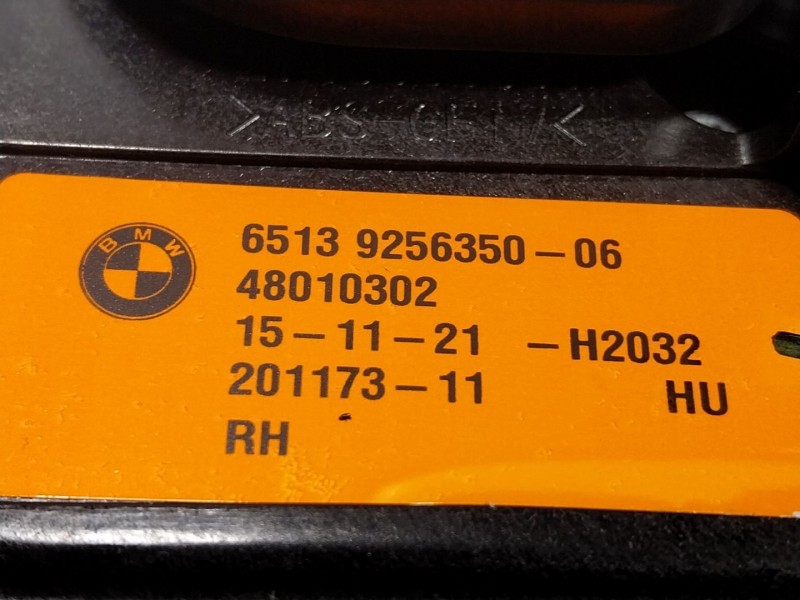 BMW
6513 9256350-06
48010302
15-11-21 -H2032
201173-11 HU
RH